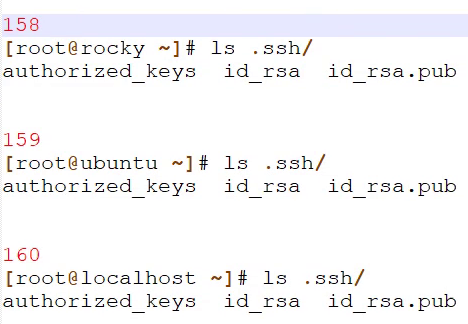 158
[root@rocky ~]# ls .ssh/
authorized_keys  id_rsa  id_rsa.pub
159
[root@ubuntu ~]# ls .ssh/
authorized_keys  id_rsa  id_rsa.pub
160
[root@localhost ~]# ls .ssh/
authorized_keys  id_rsa  id_rsa.pub